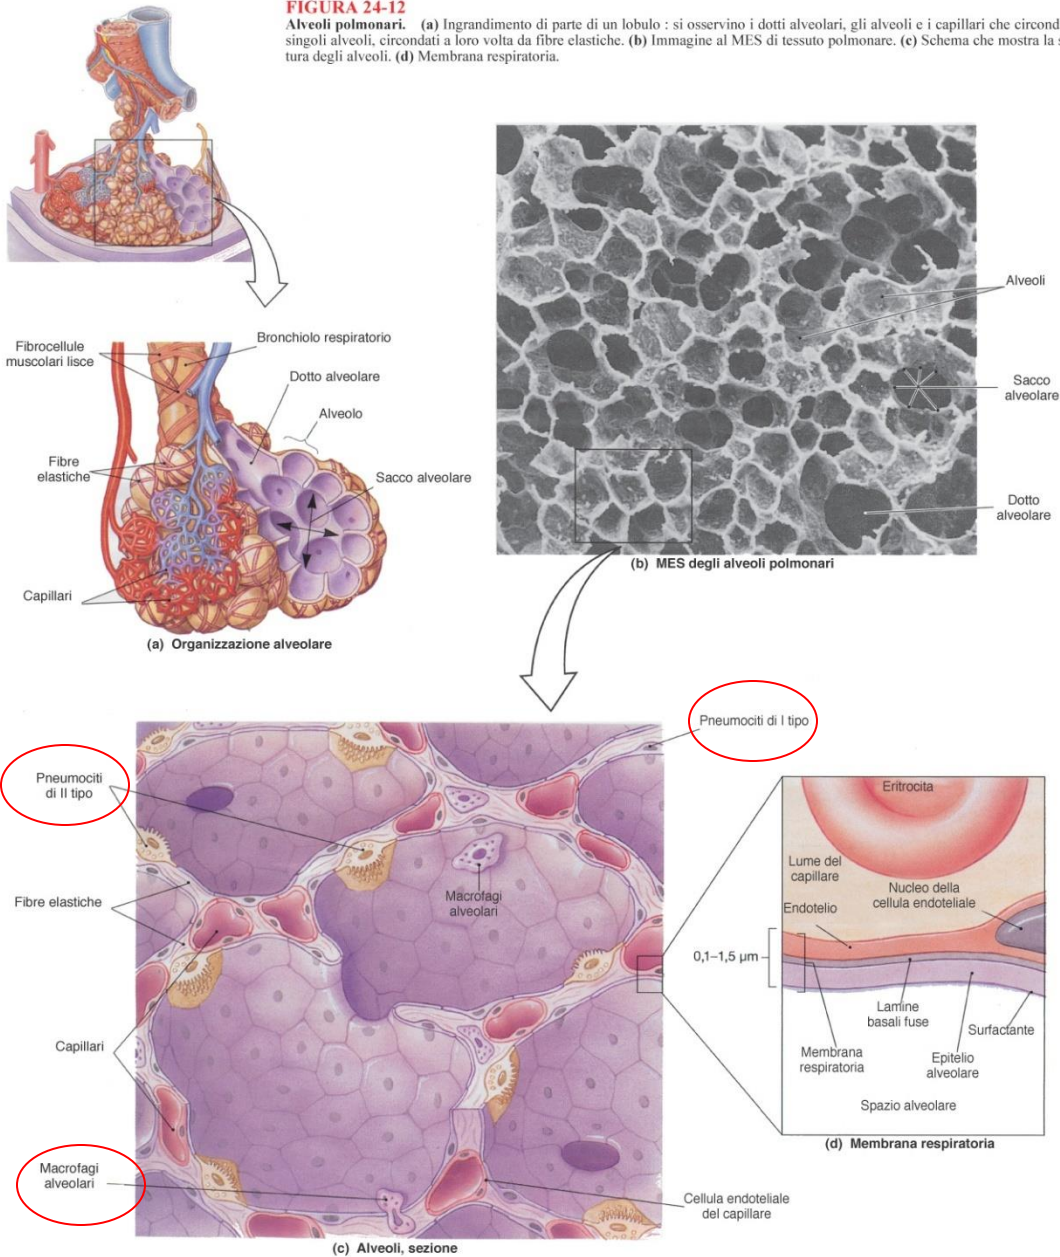 FIGURA 24-12
Alveoli polmonari. (a) Ingrandimento di parte di un lobulo : si osservino i dotti alveolari, gli alveoli e i capillari che circond
singoli alveoli, circondati a loro volta da fibre elastiche. (b) Immagine al MES di tessuto polmonare. (c) Schema che mostra la
tura degli alveoli. (d) Membrana respiratoria.
Fibrocellule
muscolari lisce
Bronchiolo respiratorio
Dotto alveolare
Alveolo
Fibre
elastiche
Sacco alveolare
Capillari
(a) Organizzazione alveolare
Alveoli
Sacco
alveolare
Dotto
alveolare
(b) MES degli alveoli polmonari
Pneumociti di I tipo
Pneumociti
di II tipo
Fibre elastiche
Macrofagi
alveolari
Capillari
Macrofagi
alveolari
Cellula endoteliale
del capillare
(c) Alveoli, sezione
Eritrocita
Lume del
capillare
Nucleo della
cellula endoteliale
Endotelio
0,1–1,5 µm
Lamine
basali fuse
Surfactante
Membrana
respiratoria
Epitelio
alveolare
Spazio alveolare
(d) Membrana respiratoria